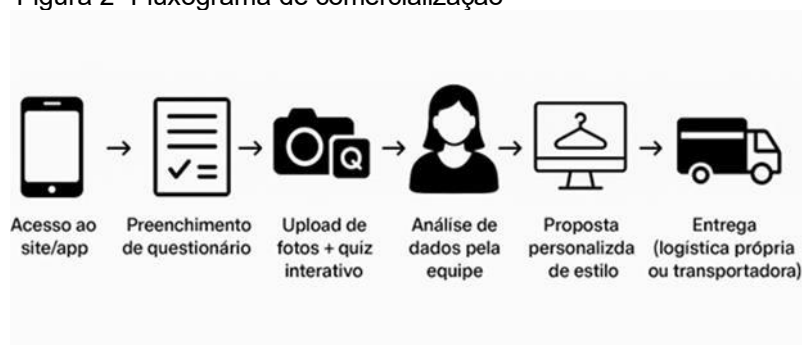 Figura 2- Fluxograma de comercialização
Acesso ao
site/app
Preenchimento
de questionário
Upload de
fotos + quiz
interativo
Análise de
dados pela
equipe
Proposta
personalizda
de estilo
Entrega
(logística própria
ou transportadora)
Q